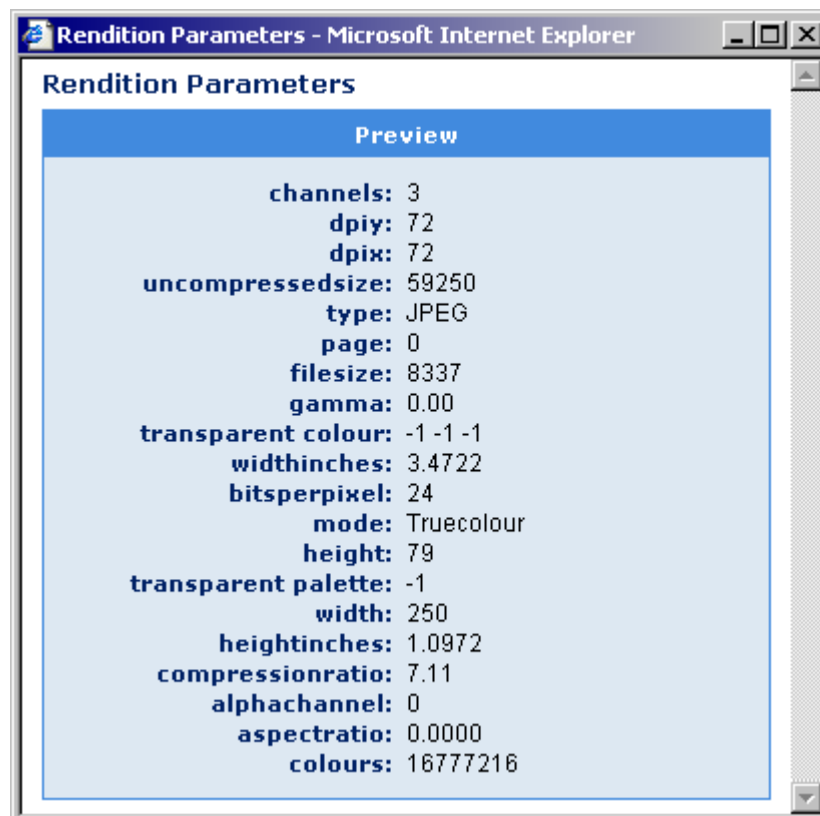 Rendition Parameters - Microsoft Internet Explorer
Rendition Parameters
Preview
channels: 3
dpiy: 72
dpix: 72
uncompressedsize: 59250
type: JPEG
page: 0
filesize: 8337
gamma: 0.00
transparent colour: -1 -1 -1
widthinches: 3.4722
bitsperpixel: 24
mode: Truecolour
height: 79
transparent palette: -1
width: 250
heightinches: 1.0972
compressionratio: 7.11
alphachannel: 0
aspectratio: 0.0000
colours: 16777216